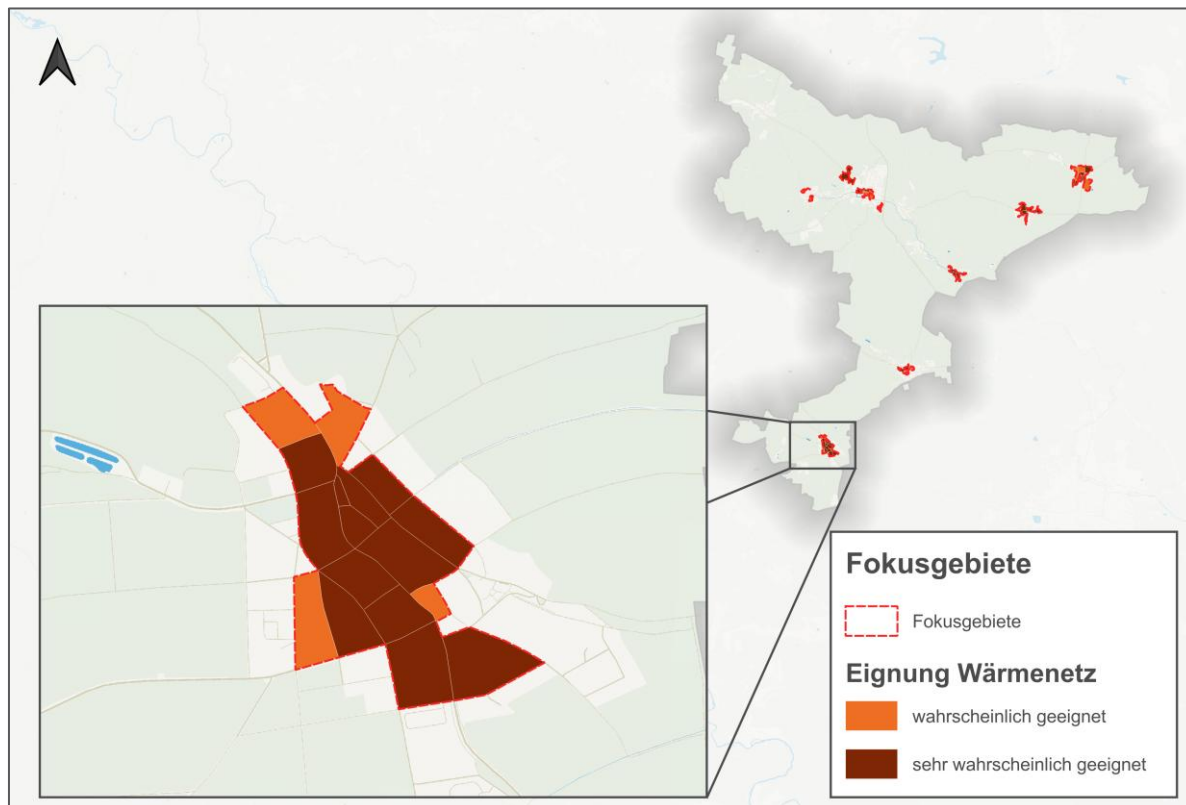 Fokusgebiete
Fokusgebiete
Eignung Wärmenetz
wahrscheinlich geeignet
sehr wahrscheinlich geeignet